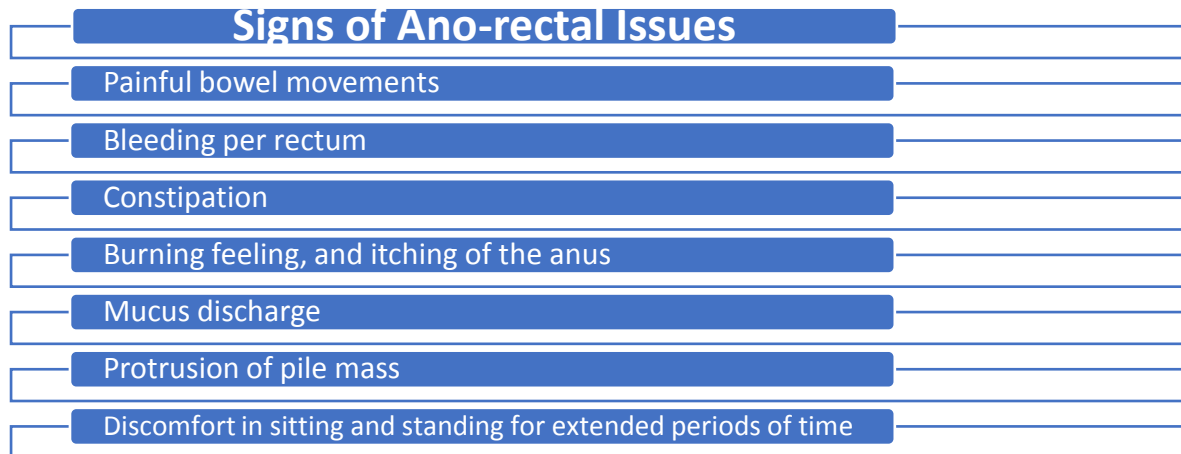 Signs of Ano-rectal Issues
Painful bowel movements
Bleeding per rectum
Constipation
Burning feeling, and itching of the anus
Mucus discharge
Protrusion of pile mass
Discomfort in sitting and standing for extended periods of time